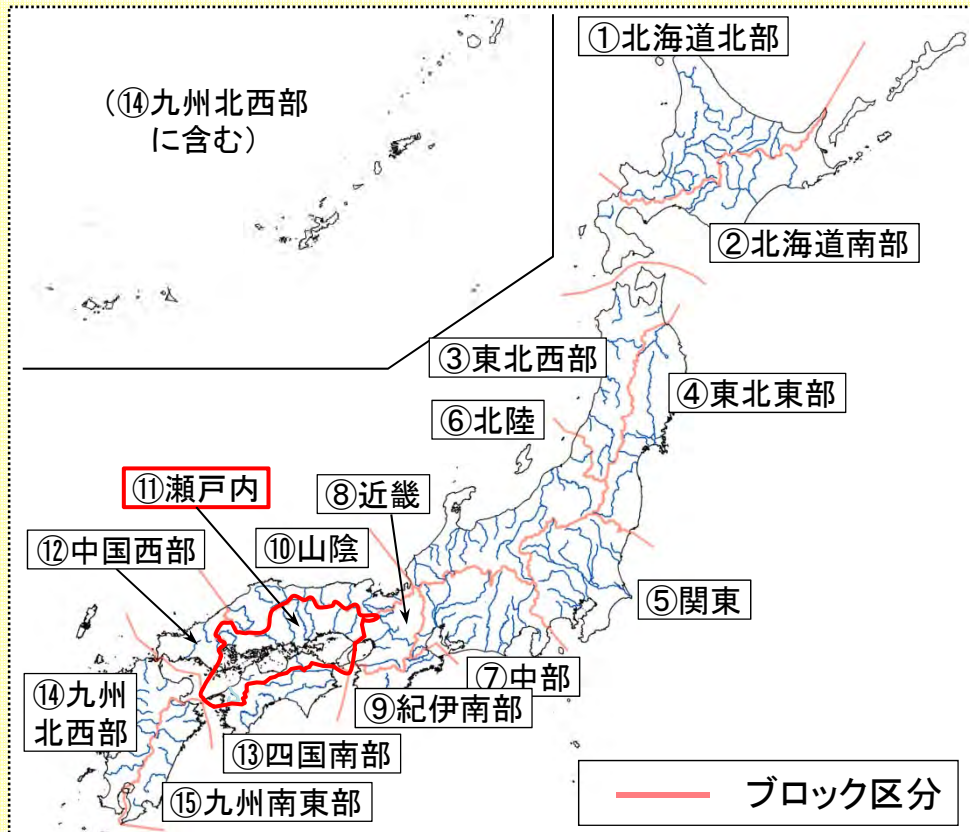 ①北海道北部
(⑭九州北西部
に含む)
②北海道南部
③東北西部
④東北東部
⑥北陸
⑪瀬戸内
⑧近畿
⑫中国西部
⑩山陰
⑤関東
⑦中部
⑭九州
北西部
⑨紀伊南部
⑬四国南部
⑮九州南東部
ブロック区分